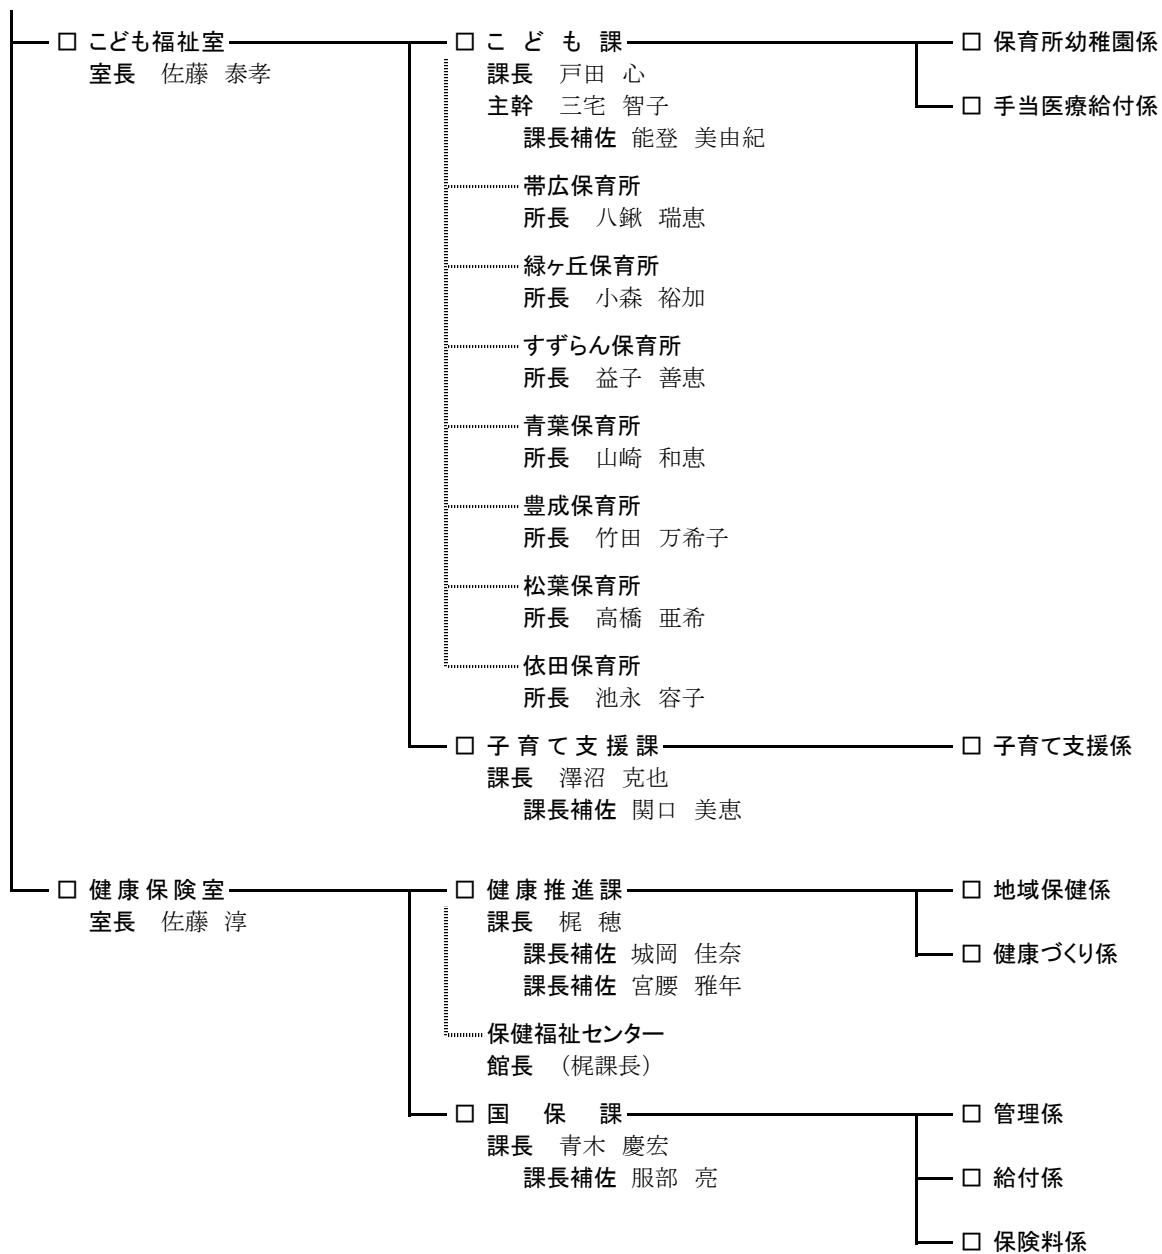 □ こども福祉室 □ こども課 □ 保育所幼稚園係
室長 佐藤 泰孝 課長 戸田 心
主幹 三宅 智子 □ 手当医療給付係
課長補佐 能登 美由紀
帯広保育所
所長 八鍬 瑞恵
緑ヶ丘保育所
所長 小森 裕加
すずらん保育所
所長 益子 善恵
青葉保育所
所長 山崎 和恵
豊成保育所
所長 竹田 万希子
松葉保育所
所長 高橋 亜希
依田保育所
所長 池永 容子
□ 子育て支援課 □ 子育て支援係
課長 澤沼 克也
課長補佐 関口 美恵
□ 健康保険室 □ 健康推進課 □ 地域保健係
室長 佐藤 淳 課長 梶 穂
課長補佐 城岡 佳奈 □ 健康づくり係
課長補佐 宮腰 雅年
保健福祉センター
館長 (梶課長)
□ 国保課 □ 管理係
課長 青木 慶宏
課長補佐 服部 亮 □ 給付係
□ 保険料係